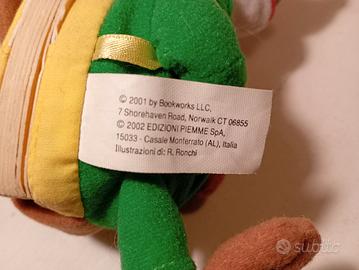 © 2001 by Bookworks LLC,
7 Shorehaven Road, Norwalk CT 06855
© 2002 EDIZIONI PIEMME SpA,
15033 - Casale Monferrato (AL), Italia
Illustrazioni di: R. Ronchi
subito